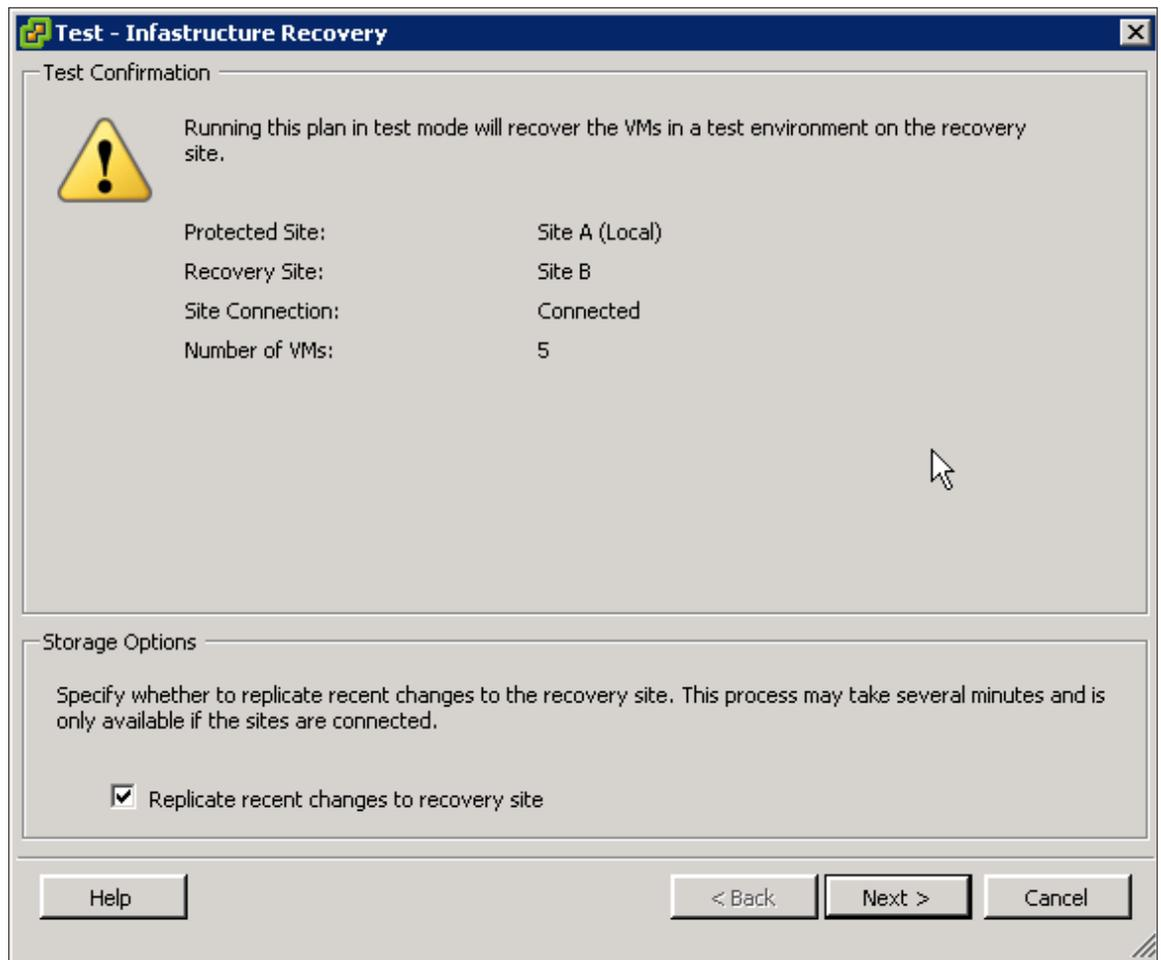 Test - Infastructure Recovery
Test Confirmation
Running this plan in test mode will recover the VMs in a test environment on the recovery
site.
Protected Site: Site A (Local)
Recovery Site: Site B
Site Connection: Connected
Number of VMs: 5
Storage Options
Specify whether to replicate recent changes to the recovery site. This process may take several minutes and is
only available if the sites are connected.
Replicate recent changes to recovery site
Help < Back Next > Cancel